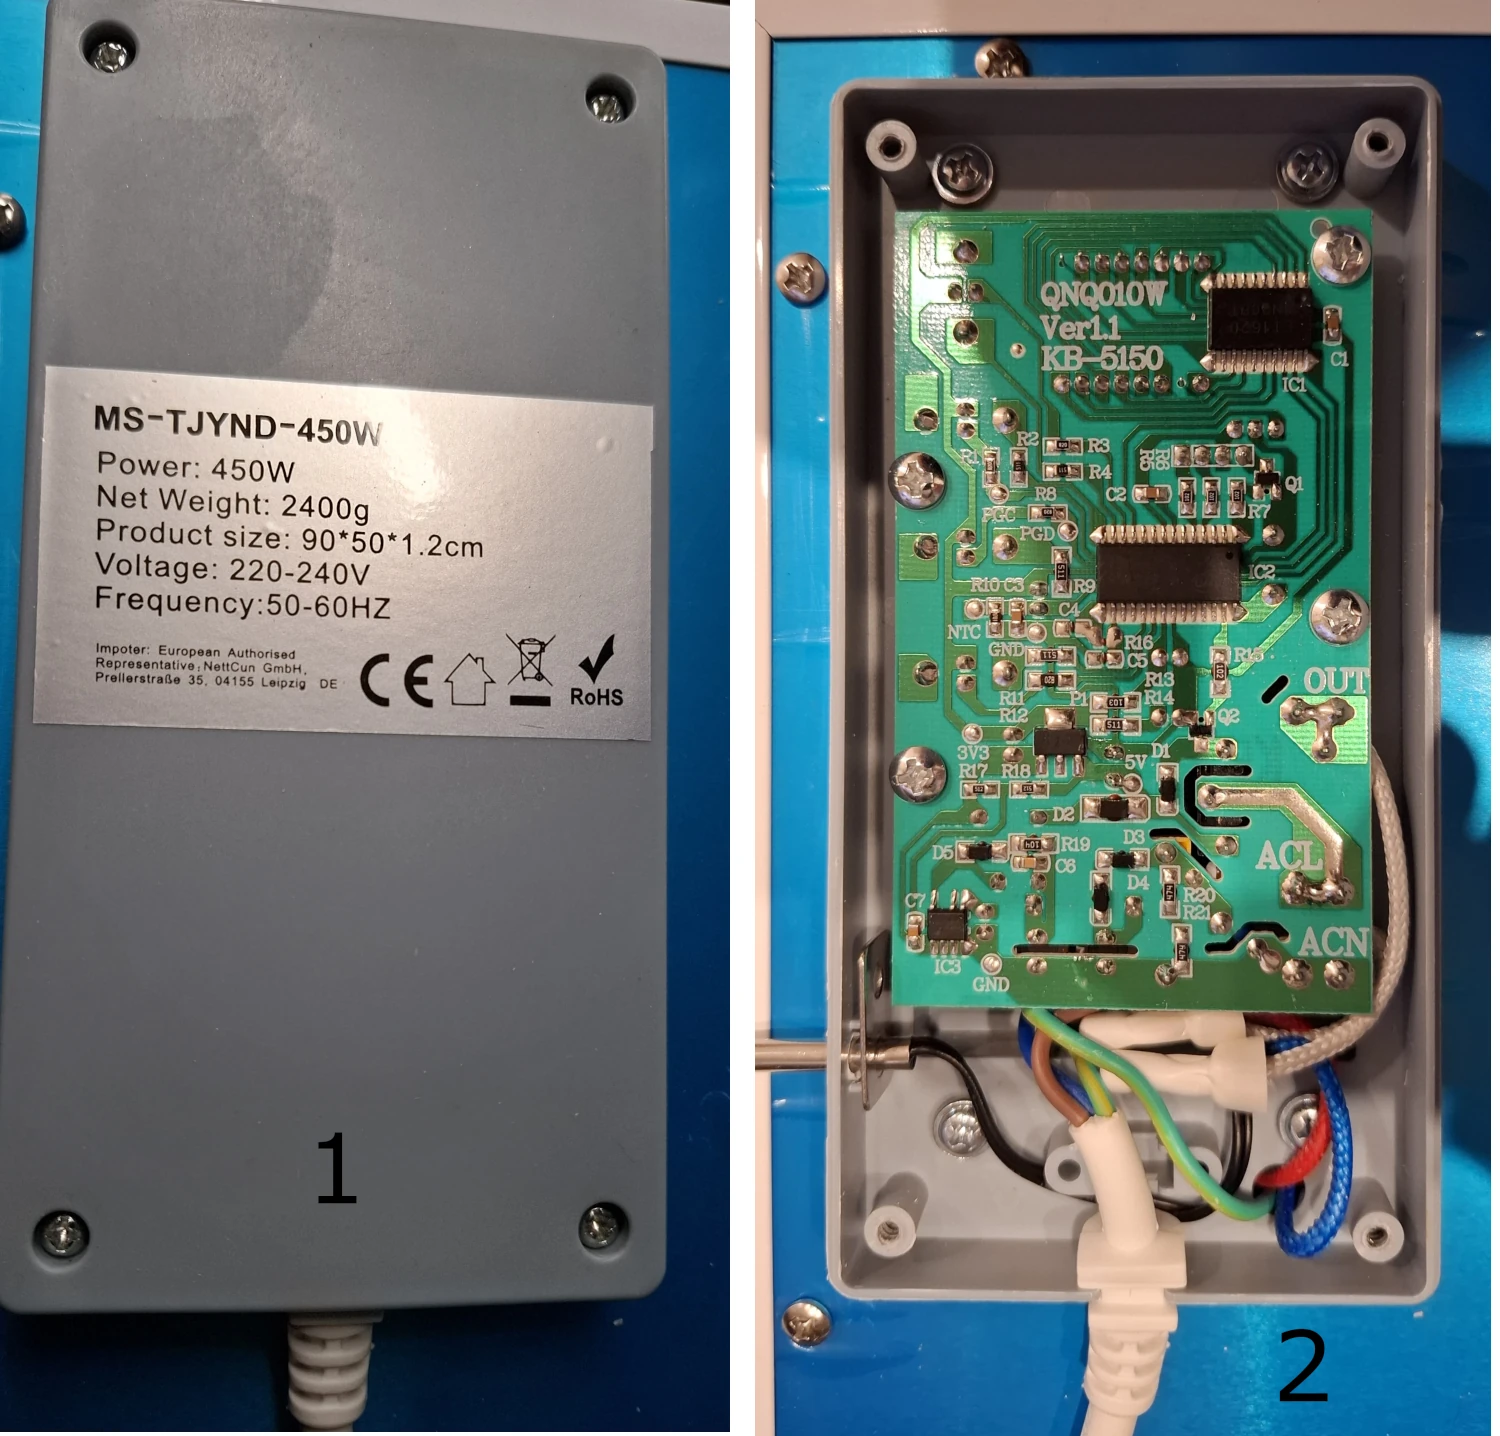 MS-TJYND-450W
Power: 450W
Net Weight: 2400g
Product size: 90*50*1.2cm
Voltage: 220-240V
Frequency:50-60HZ
Impoter: European Authorised
Representative:NettCun GmbH,
Prellerstraße 35, 04155 Leipzig DE
CE
RoHS
1
QNQ010W
Ver1.1
KB-5150
C1
IC1
R1
R2
R3
R4
R8
C2
Q1
R7
PGC
PGD
IC2
R10 C3
R9
C4
NTC
GND
R16
C5
R15
R11
R12
P1
R13
R14
103
102
511
OUT
Q2
3V3
5V
D1
R17
R18
D2
D5
104
R19
C6
D3
D4
ACL
R20
R21
C7
IC3
GND
ACN
2